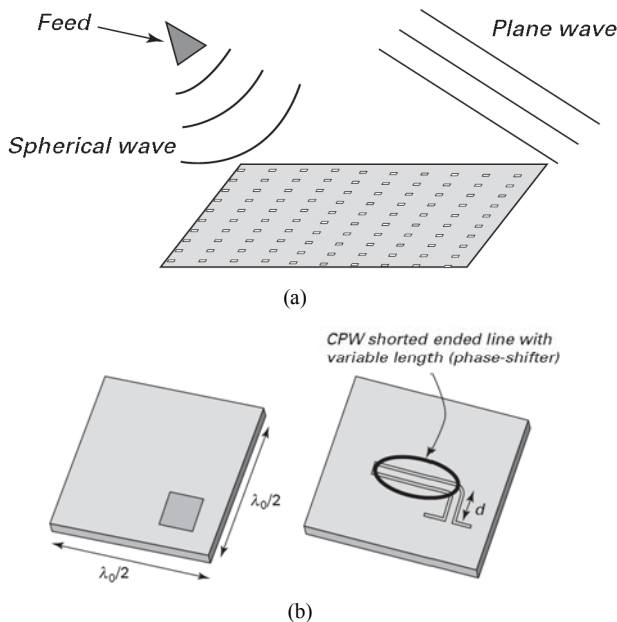 Feed
Plane wave
Spherical wave
(a)
CPW shorted ended line with
variable length (phase-shifter)
λ₀/2
d
λ₀/2
(b)